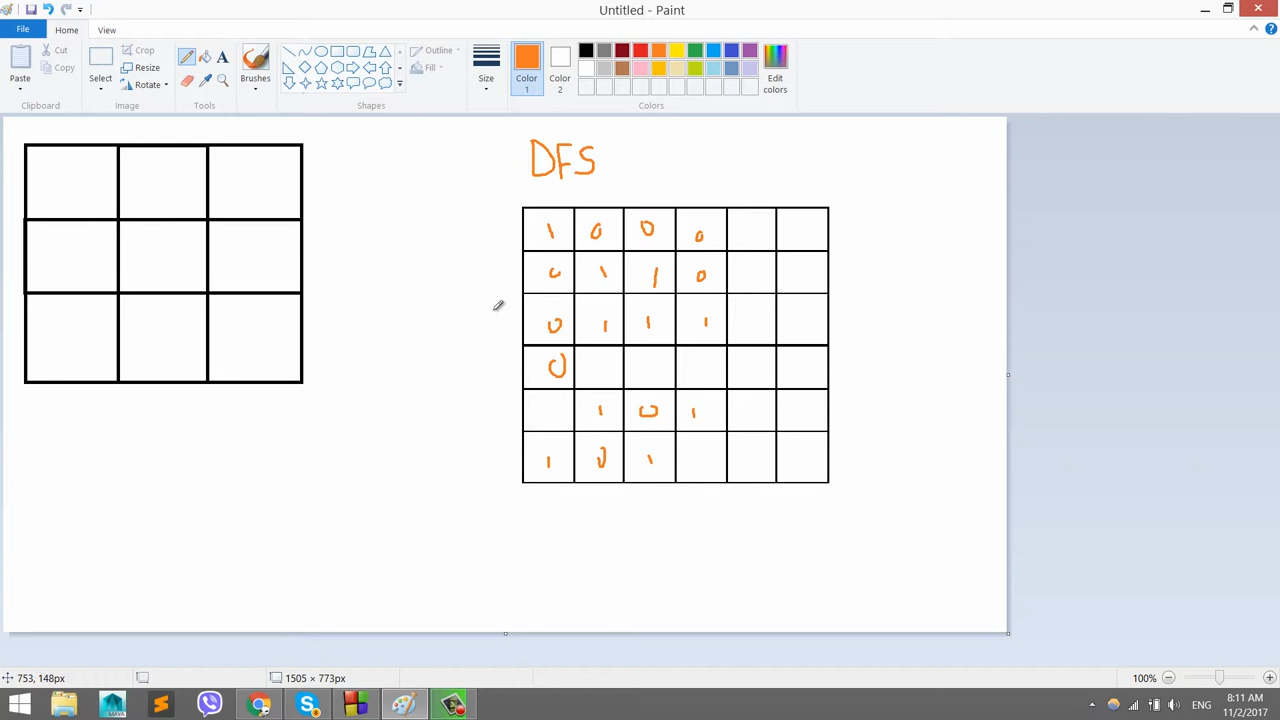 Untitled - Paint
File Home View
Paste
Cut
Copy
Clipboard
Select
Crop
Resize
Rotate
Image
Tools
Brushes
Shapes
Outline
Fill
Size
Color 1
Color 2
Edit colors
Colors
DFS
1 0 0 0
0 1 1 0
0 1 1 1
0
1 0 1
1 0 1
753, 148px
1505 × 773px
100%
MAYA
ENG
8:11 AM
11/2/2017